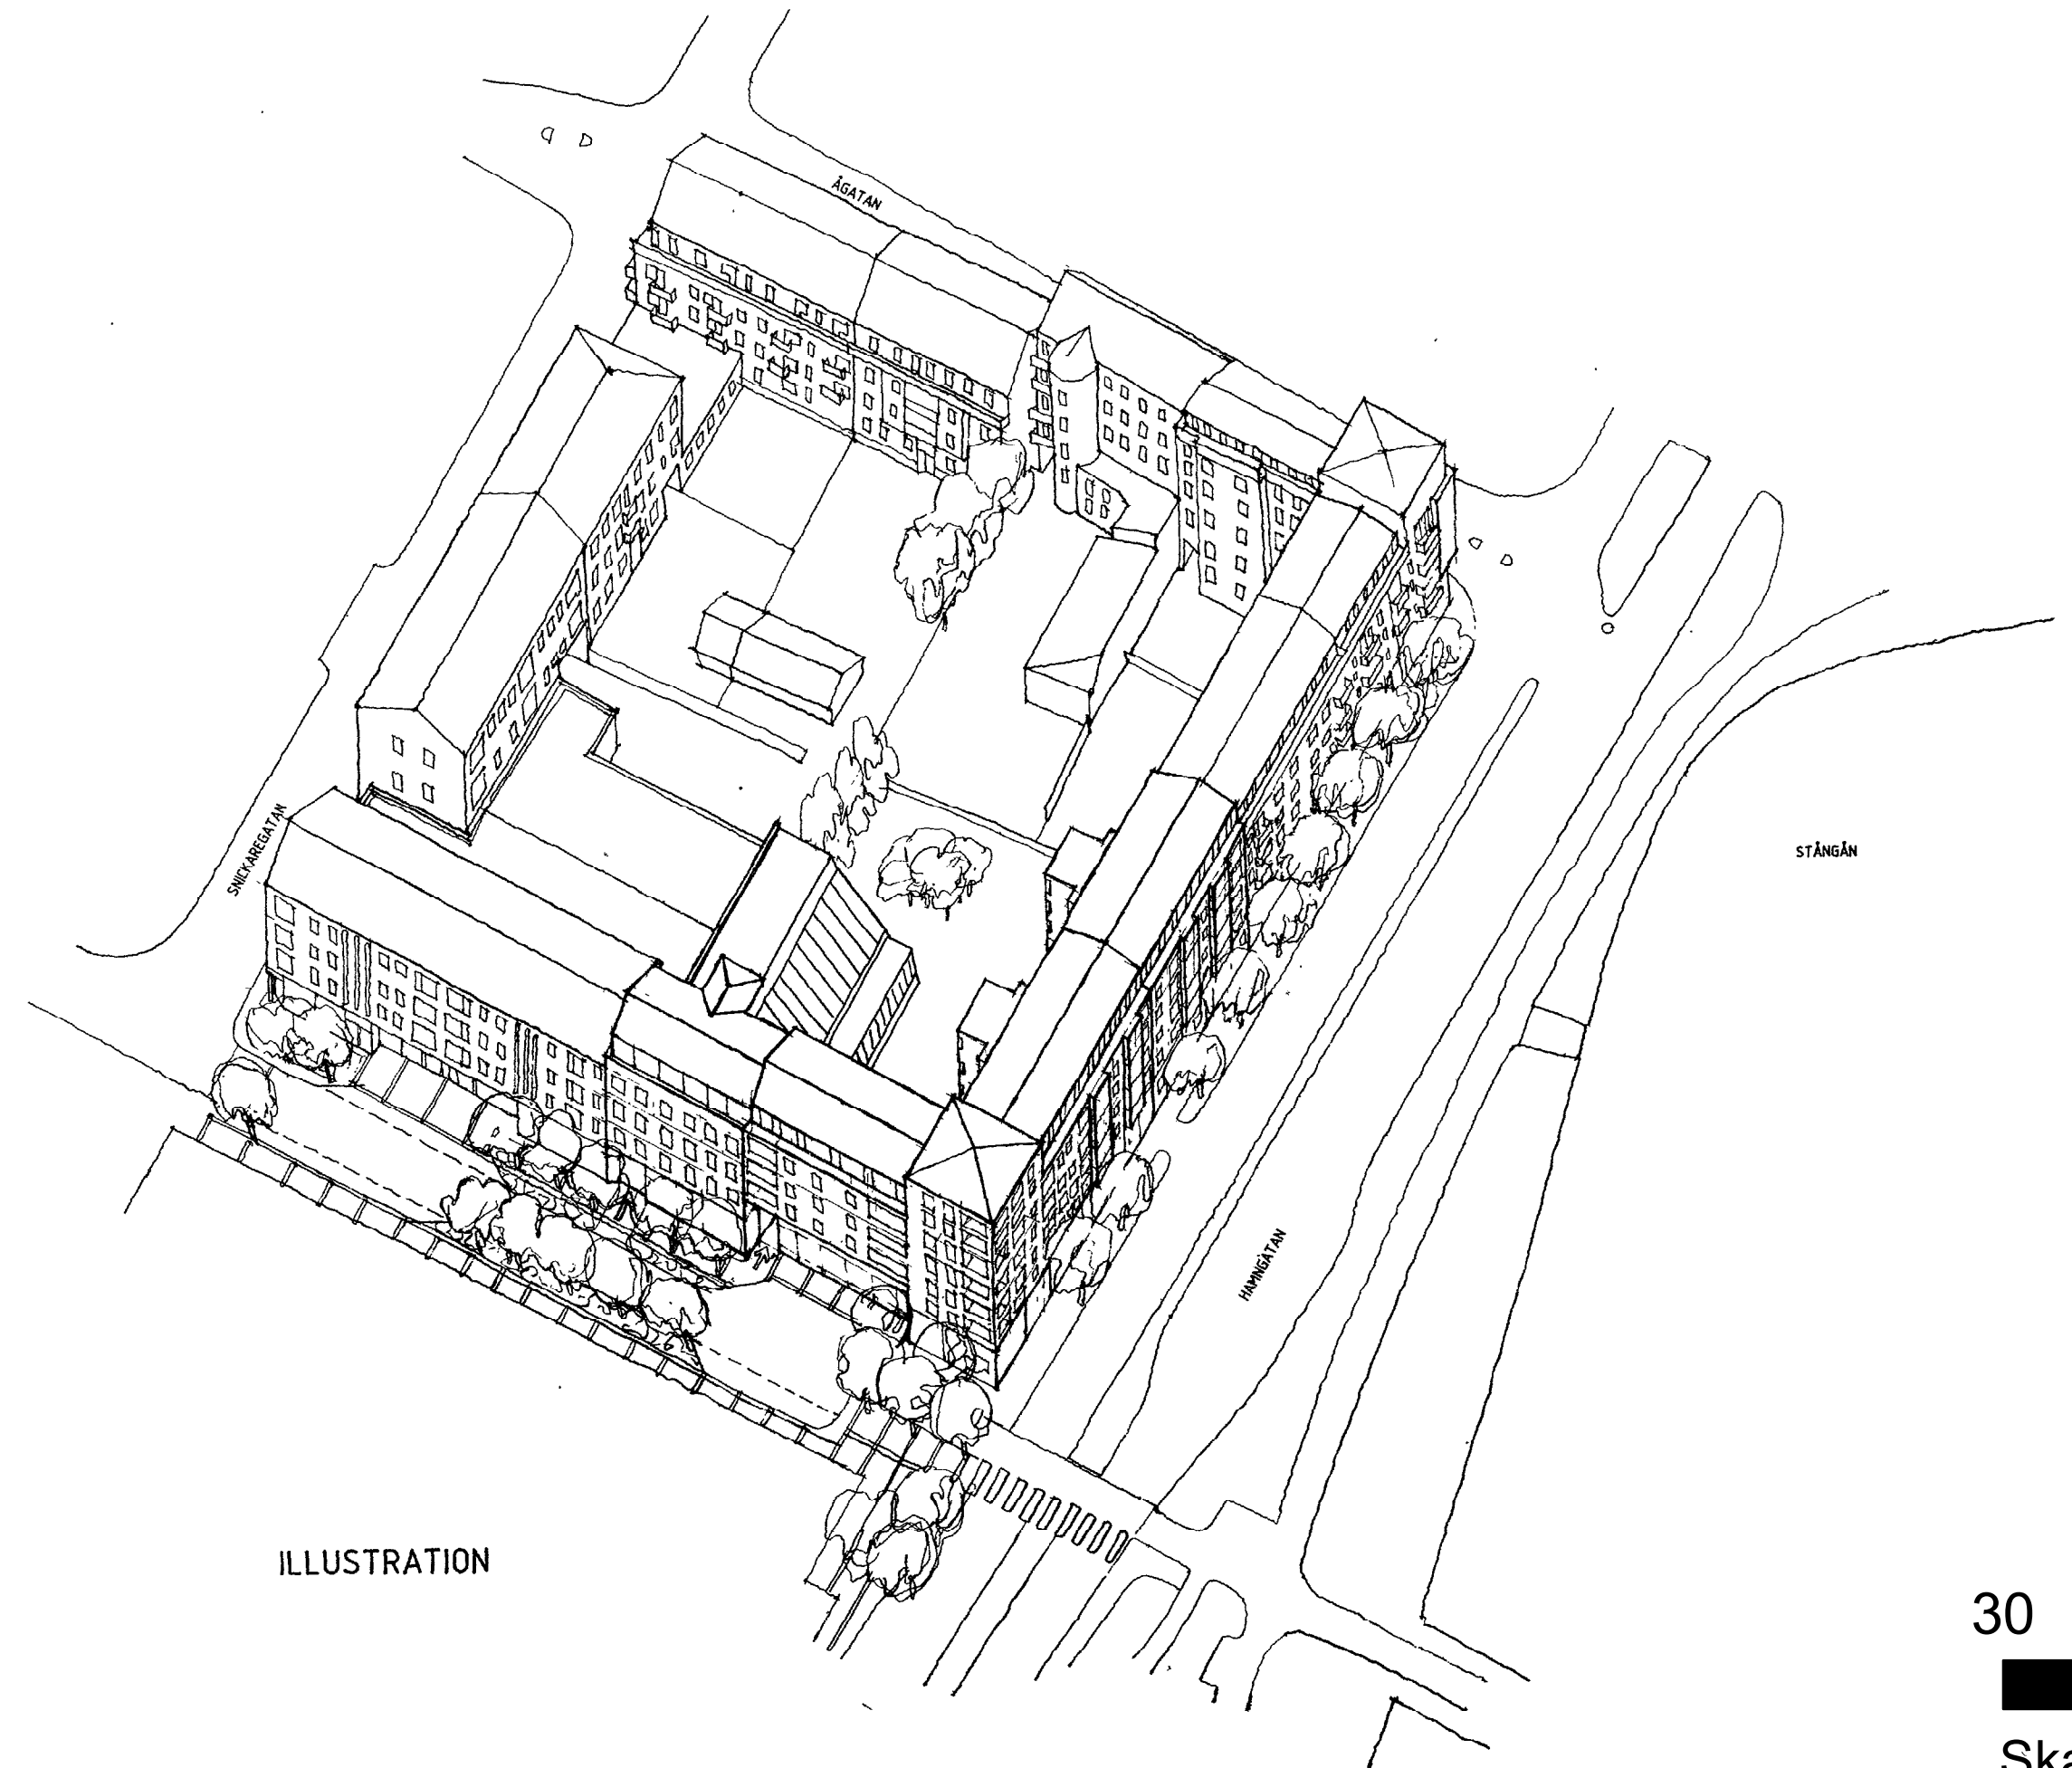 ÅGATAN
SNICKAREGATAN
STÅNGÅN
HAMNGATAN
ILLUSTRATION
30